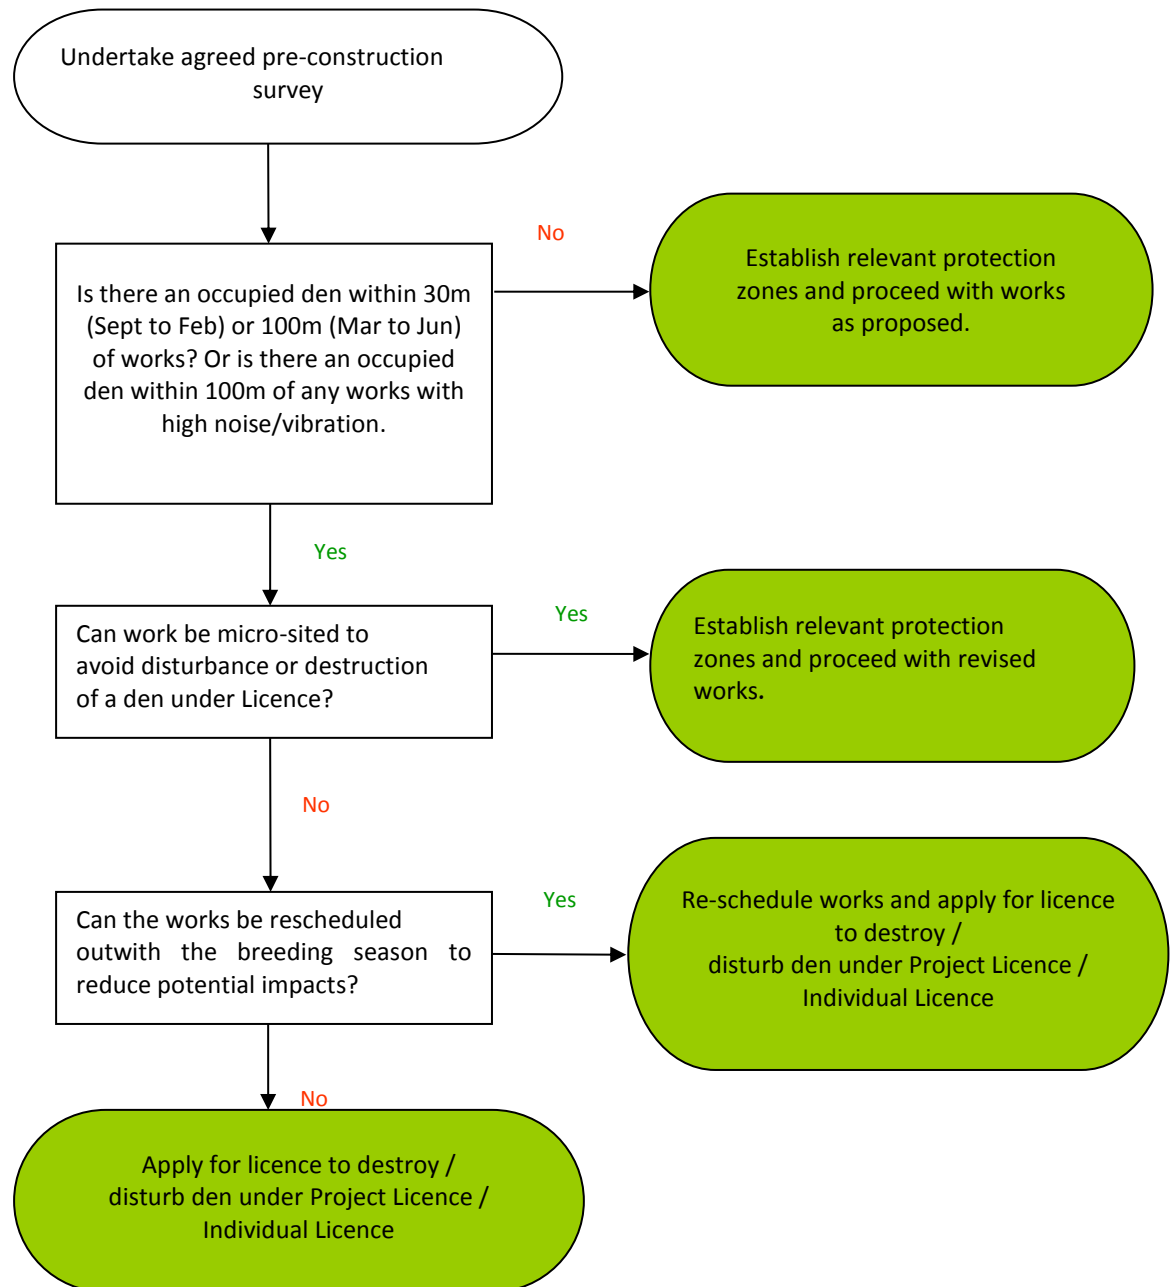 Undertake agreed pre-construction
survey
No
Establish relevant protection
zones and proceed with works
as proposed.
Is there an occupied den within 30m
(Sept to Feb) or 100m (Mar to Jun)
of works? Or is there an occupied
den within 100m of any works with
high noise/vibration.
Yes
Can work be micro-sited to
avoid disturbance or destruction
of a den under Licence?
Yes
Establish relevant protection
zones and proceed with revised
works.
No
Can the works be rescheduled
outwith the breeding season to
reduce potential impacts?
Yes
Re-schedule works and apply for licence
to destroy /
disturb den under Project Licence /
Individual Licence
No
Apply for licence to destroy /
disturb den under Project Licence /
Individual Licence